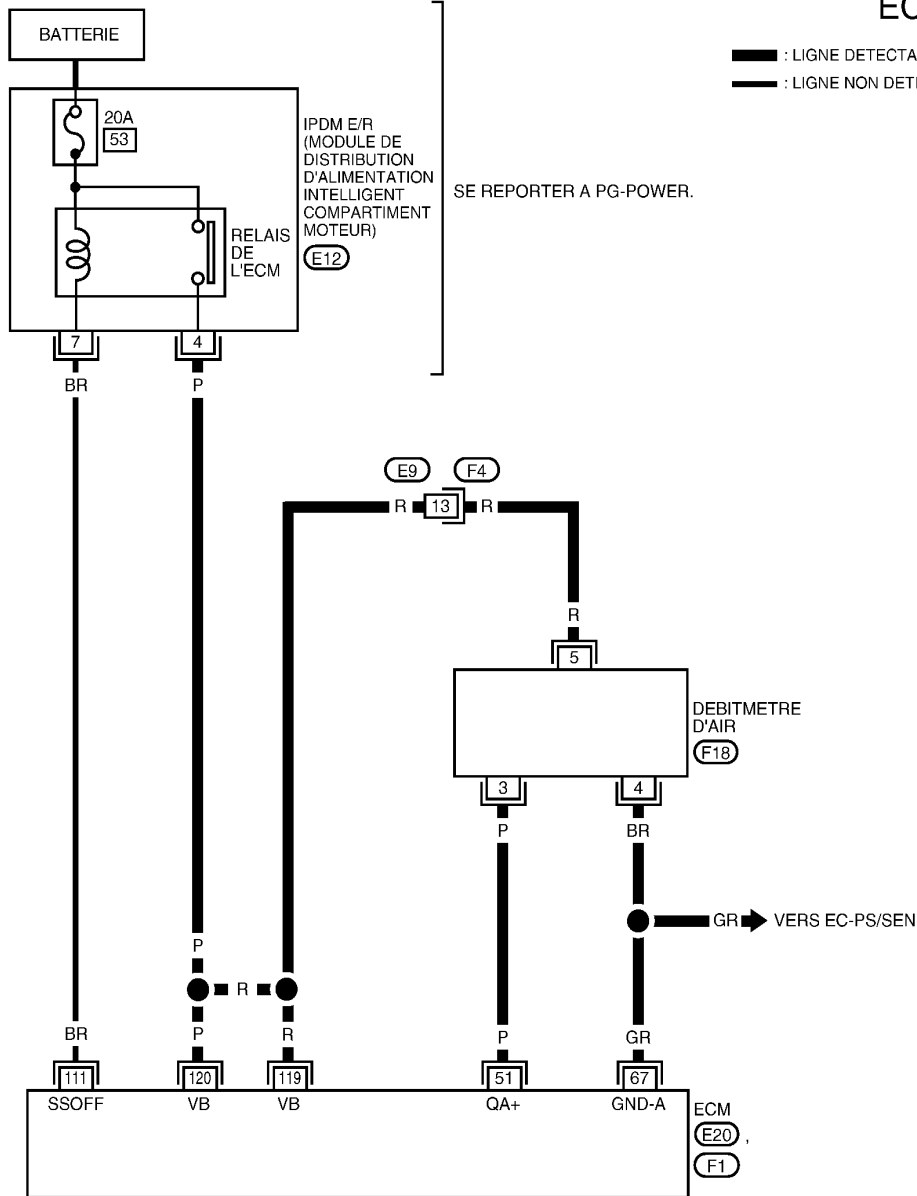 EC
BATTERIE
: LIGNE DETECTA
: LIGNE NON DET
20A
53
IPDM E/R
(MODULE DE
DISTRIBUTION
D'ALIMENTATION
INTELLIGENT
COMPARTIMENT
MOTEUR)
E12
SE REPORTER A PG-POWER.
RELAIS
DE
L'ECM
7
4
BR
P
E9
F4
R
13
R
R
5
DEBITMETRE
D'AIR
F18
3
4
P
BR
GR
VERS EC-PS/SEN
P
R
BR
P
R
P
GR
111
120
119
51
67
SSOFF
VB
VB
QA+
GND-A
ECM
E20 ,
F1